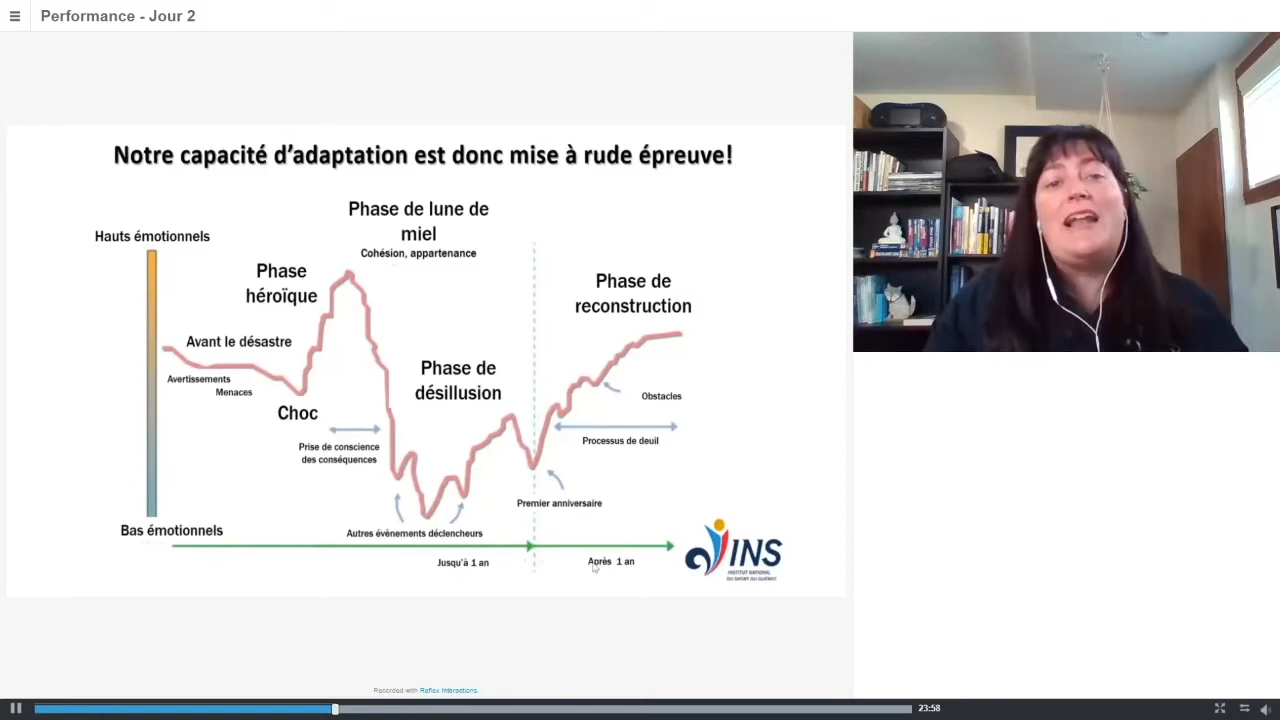 Performance - Jour 2
Notre capacité d'adaptation est donc mise à rude épreuve!
Phase de lune de
miel
Cohésion, appartenance
Hauts émotionnels
Phase
héroïque
Phase de
reconstruction
Avant le désastre
Avertissements
Menaces
Phase de
désillusion
Choc
Obstacles
Prise de conscience
des conséquences
Processus de deuil
Premier anniversaire
Bas émotionnels
Autres évènements déclencheurs
Jusqu'à 1 an
Après 1 an
INS
INSTITUT NATIONAL
DU SPORT DU QUÉBEC
Recorded with Reflex Interactions.
23:58